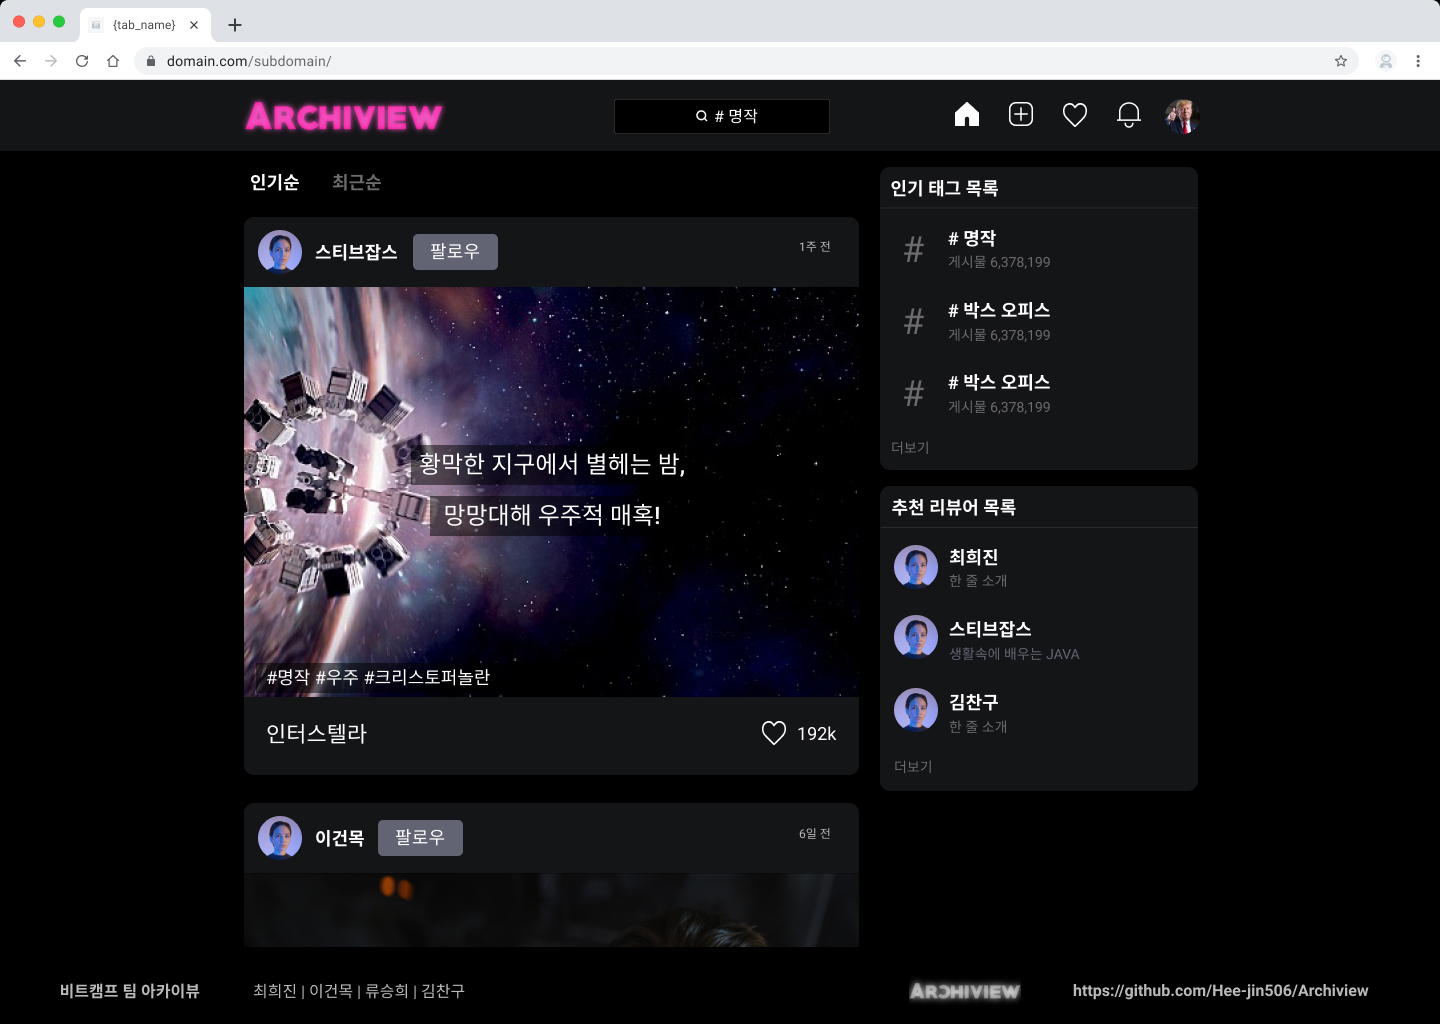 {tab_name}
domain.com/subdomain/
ARCHIVIEW
# 명작
인기순 최근순
스티브잡스 팔로우 1주 전
황막한 지구에서 별헤는 밤,
망망대해 우주적 매혹!
#명작 #우주 #크리스토퍼놀란
인터스텔라 192k
이건목 팔로우 6일 전
인기 태그 목록
#
# 명작
게시물 6,378,199
#
# 박스 오피스
게시물 6,378,199
#
# 박스 오피스
게시물 6,378,199
더보기
추천 리뷰어 목록
최희진
한 줄 소개
스티브잡스
생활속에 배우는 JAVA
김찬구
한 줄 소개
더보기
비트캠프 팀 아카이뷰 최희진 | 이건목 | 류승희 | 김찬구 ARCHIVIEW https://github.com/Hee-jin506/Archiview